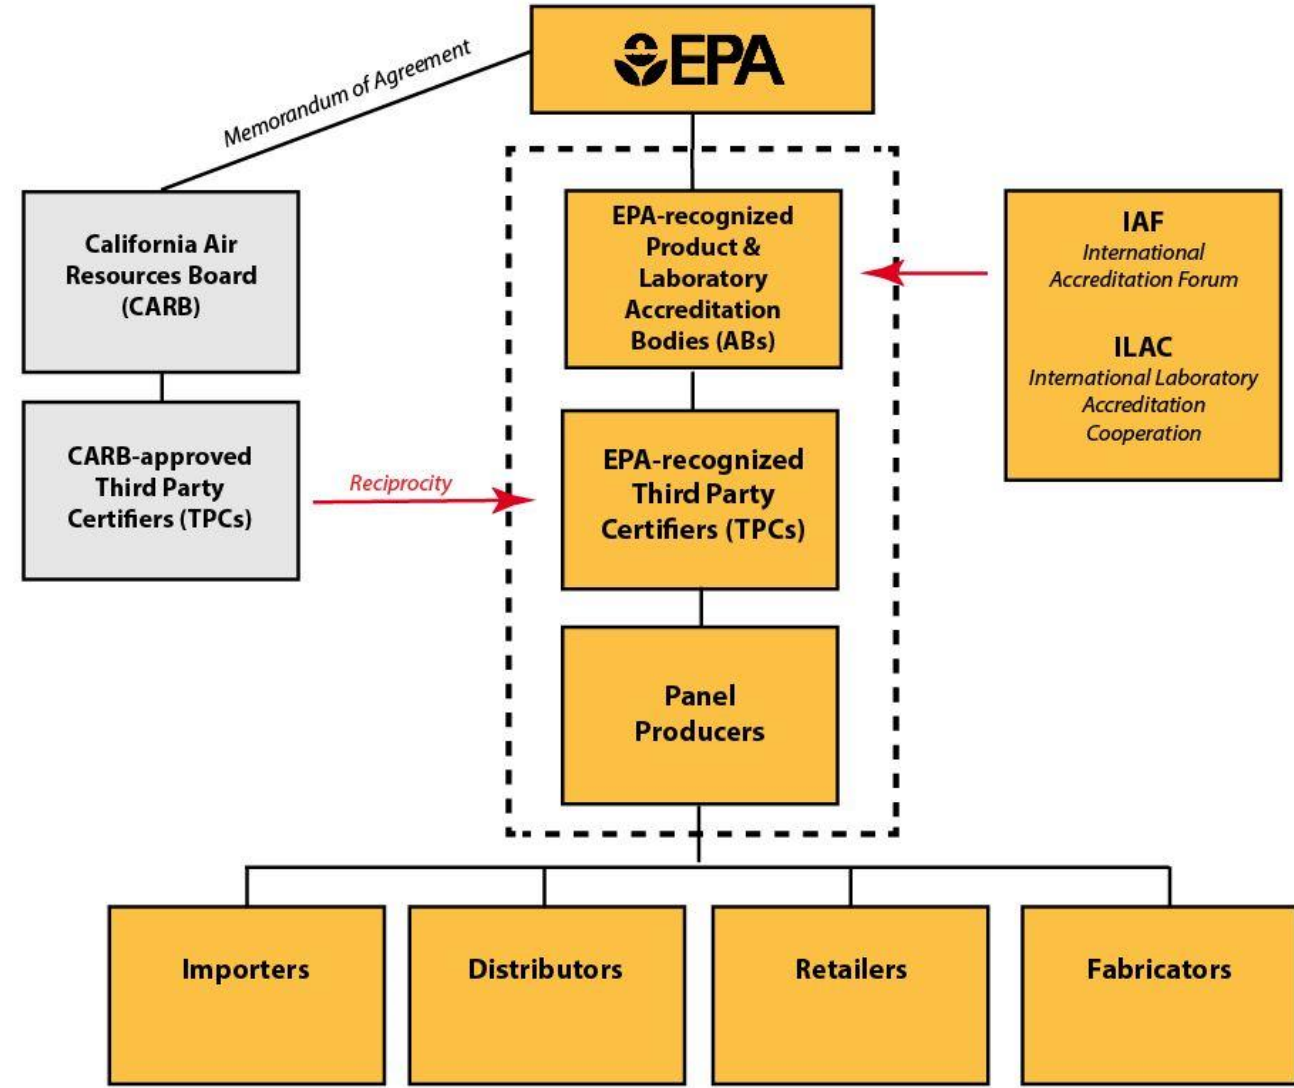 EPA
Memorandum of Agreement
California Air
Resources Board
(CARB)
EPA-recognized
Product &
Laboratory
Accreditation
Bodies (ABs)
IAF
International
Accreditation Forum
ILAC
International Laboratory
Accreditation
Cooperation
CARB-approved
Third Party
Certifiers (TPCs)
Reciprocity
EPA-recognized
Third Party
Certifiers (TPCs)
Panel
Producers
Importers
Distributors
Retailers
Fabricators